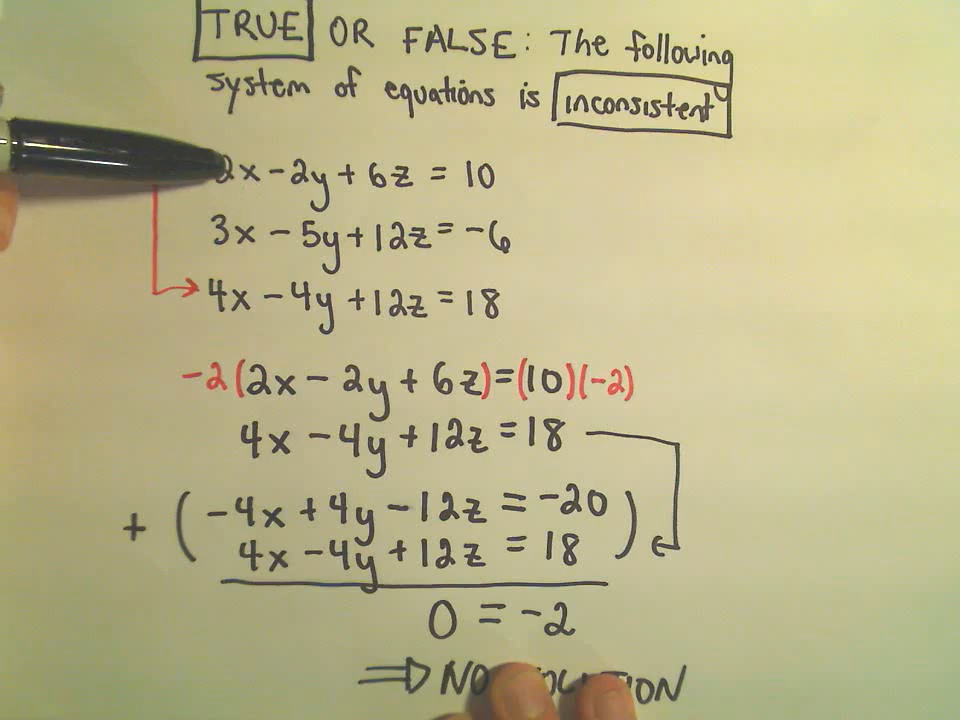 TRUE OR FALSE: The following
system of equations is inconsistent
2x - 2y + 6z = 10
3x - 5y + 12z = -6
4x - 4y + 12z = 18
-2(2x - 2y + 6z) = (10)(-2)
4x - 4y + 12z = 18
+ (-4x + 4y - 12z = -20
4x - 4y + 12z = 18)
0 = -2
⇒ NO